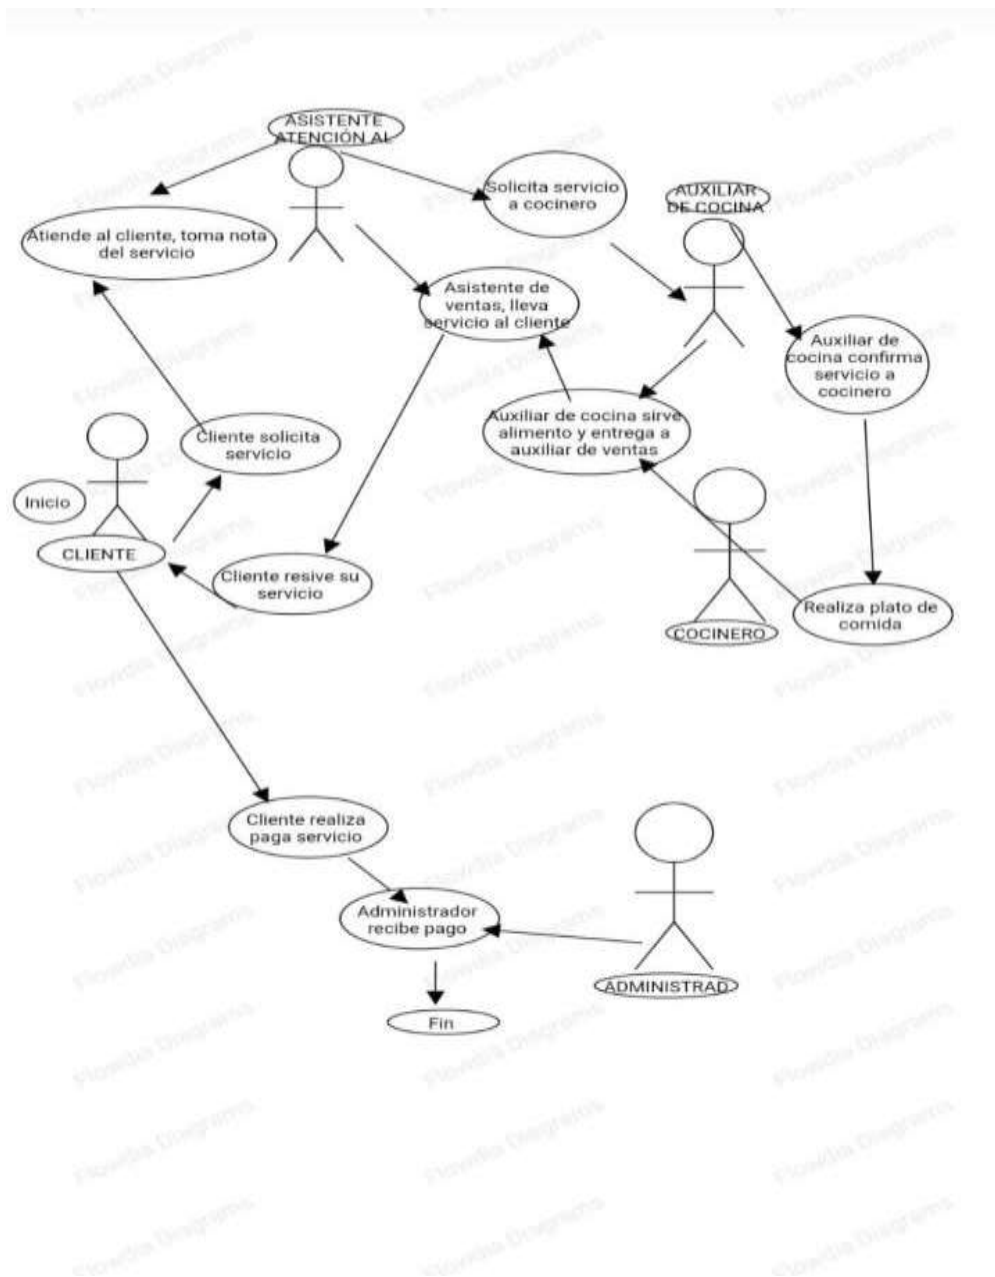 ASISTENTE
ATENCIÓN AL
Solicita servicio
a cocinero
AUXILIAR
DE COCINA
Atiende al cliente, toma nota
del servicio
Asistente de
ventas, lleva
servicio al cliente
Auxiliar de
cocina confirma
servicio a
cocinero
Auxiliar de cocina sirve
alimento y entrega a
auxiliar de ventas
Cliente solicita
servicio
Inicio
CLIENTE
Cliente resive su
servicio
COCINERO
Realiza plato de
comida
Cliente realiza
paga servicio
Administrador
recibe pago
ADMINISTRAD
Fin
Flowdia Diagrams